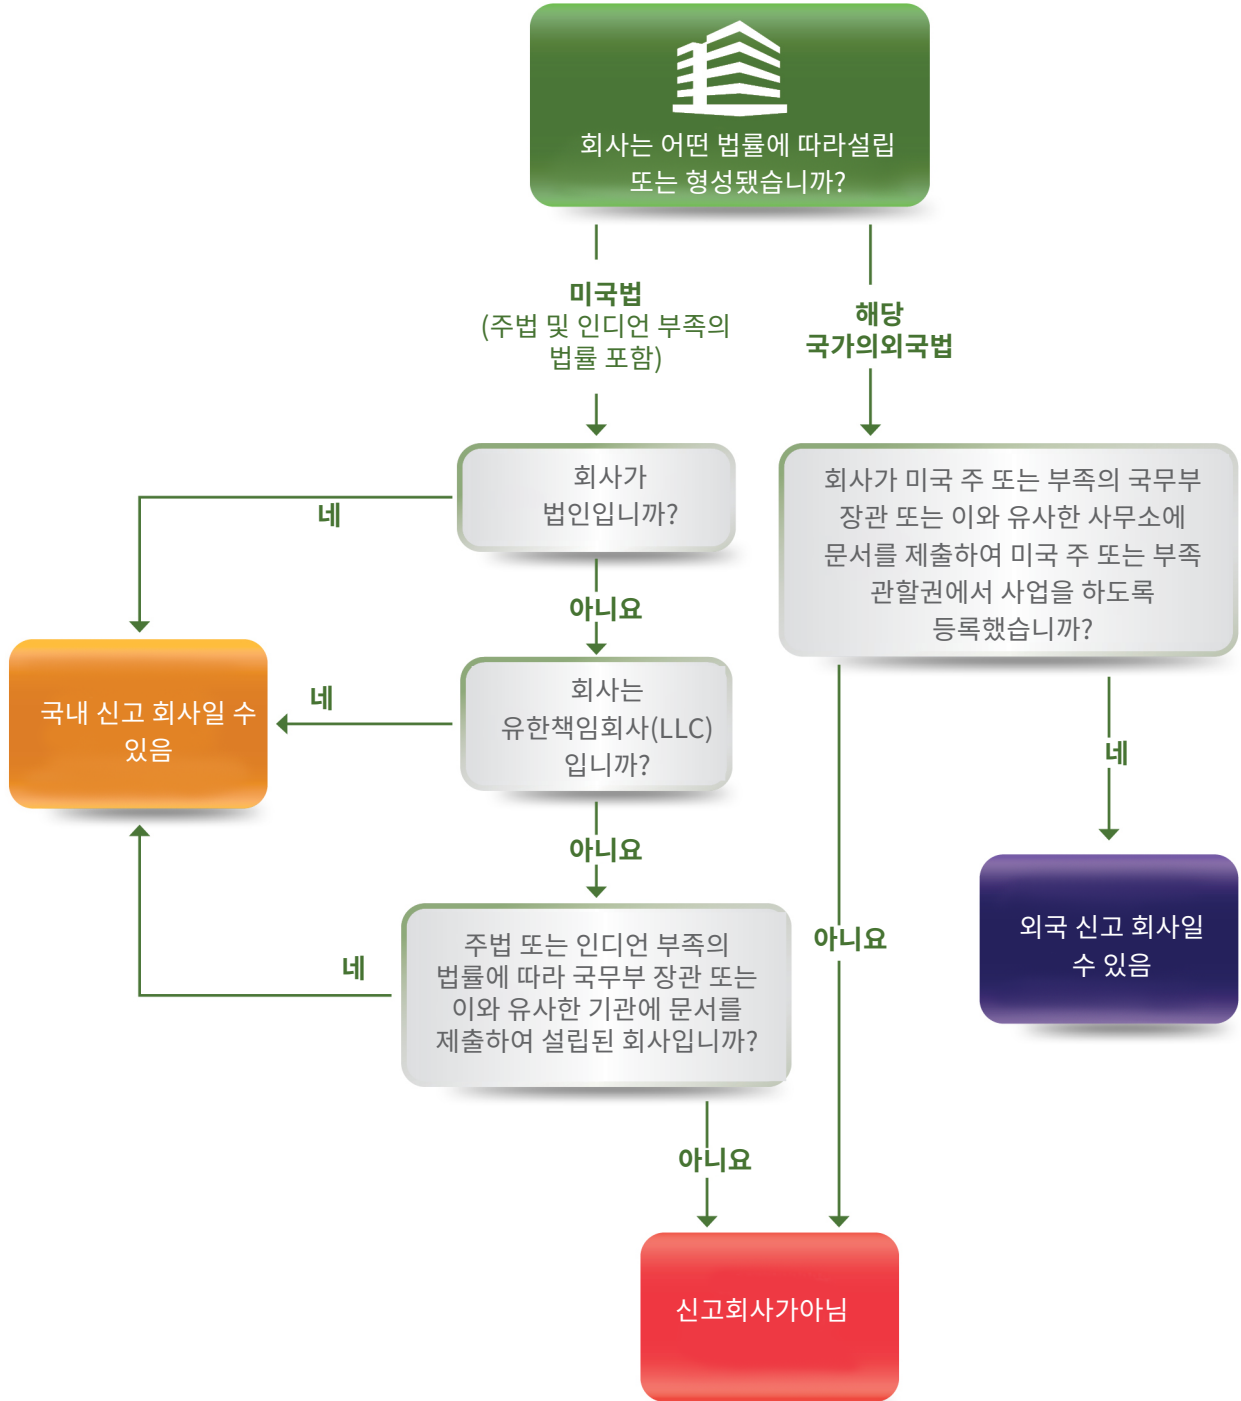 회사는 어떤 법률에 따라설립
또는 형성됐습니까?
미국법
(주법 및 인디언 부족의
법률 포함)
해당
국가의외국법
회사가
법인입니까?
네
회사가 미국 주 또는 부족의 국무부
장관 또는 이와 유사한 사무소에
문서를 제출하여 미국 주 또는 부족
관할권에서 사업을 하도록
등록했습니까?
아니요
국내 신고 회사일 수
있음
네
회사는
유한책임회사(LLC)
입니까?
네
아니요
외국 신고 회사일
수 있음
아니요
네
주법 또는 인디언 부족의
법률에 따라 국무부 장관 또는
이와 유사한 기관에 문서를
제출하여 설립된 회사입니까?
아니요
신고회사가아님